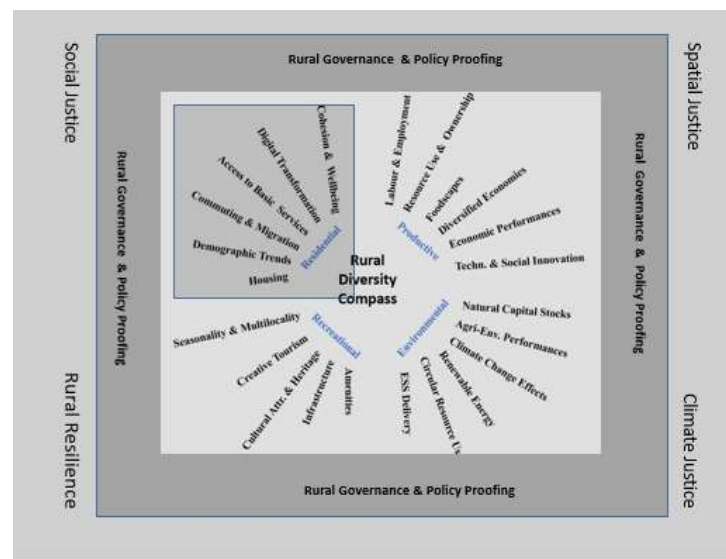 Social Justice
Spatial Justice
Rural Governance & Policy Proofing
Rural Governance & Policy Proofing
Rural Governance & Policy Proofing
Cohesion & Wellbeing
Digital Transformation
Access to Basic Services
Commuting & Migration
Demographic Trends
Housing
Residential
Labour & Employment
Resource Use & Ownership
Foodscapes
Diversified Economies
Economic Performances
Techn. & Social Innovation
Productive
Rural
Diversity
Compass
Recreational
Seasonality & Multilocality
Creative Tourism
Cultural Attr. & Heritage
Infrastructure
Amenities
Environmental
Natural Capital Stocks
Agri-Env. Performances
Climate Change Effects
Renewable Energy
Circular Resource Us
ESS Delivery
Rural Resilience
Climate Justice
Rural Governance & Policy Proofing